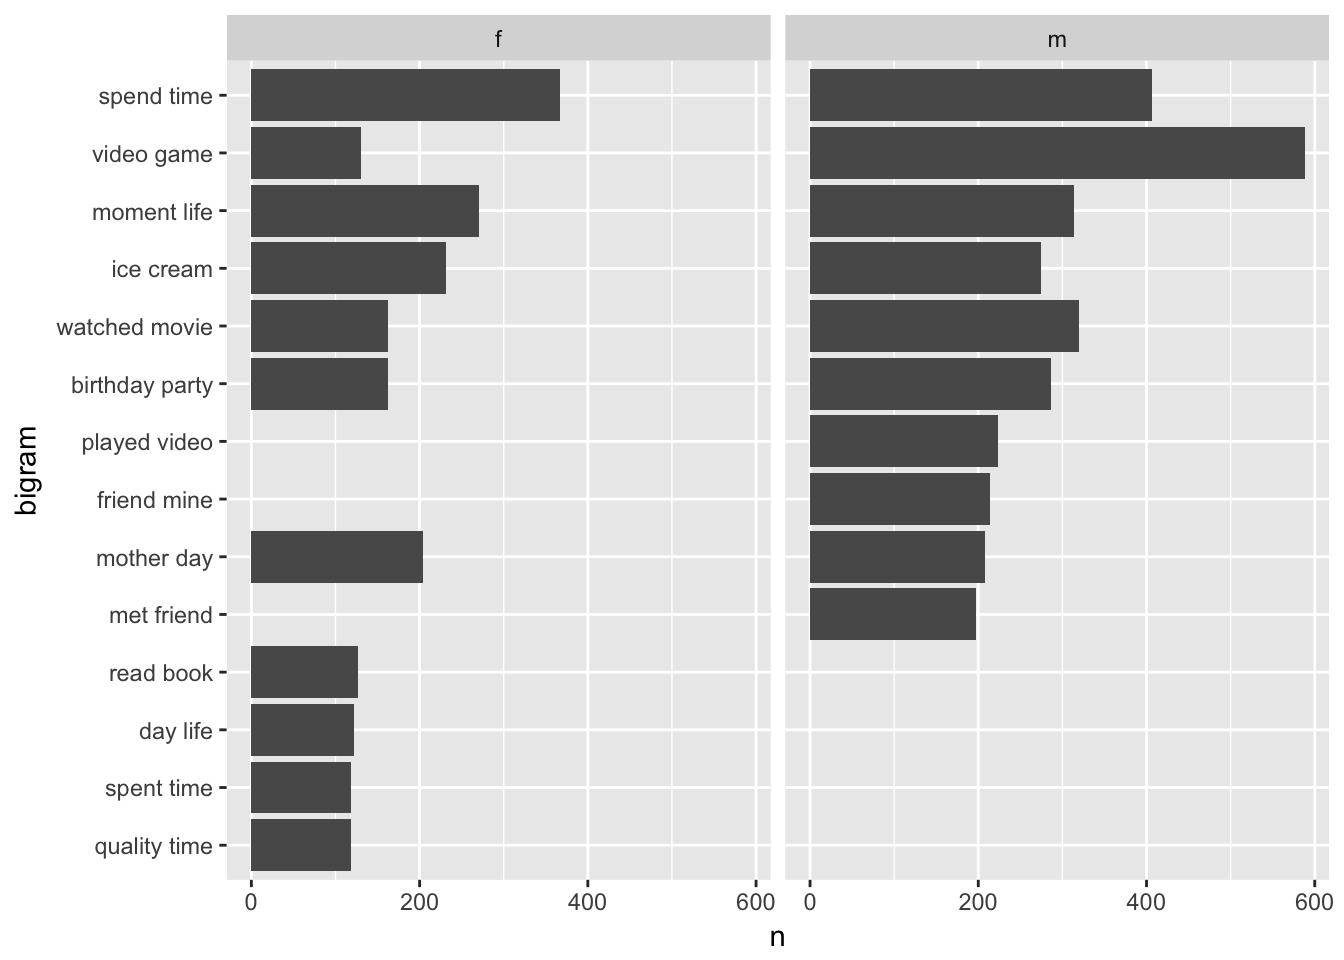 f
m
spend time
video game
moment life
ice cream
watched movie
birthday party
played video
friend mine
mother day
met friend
read book
day life
spent time
quality time
bigram
0 200 400 600 0 200 400 600
n